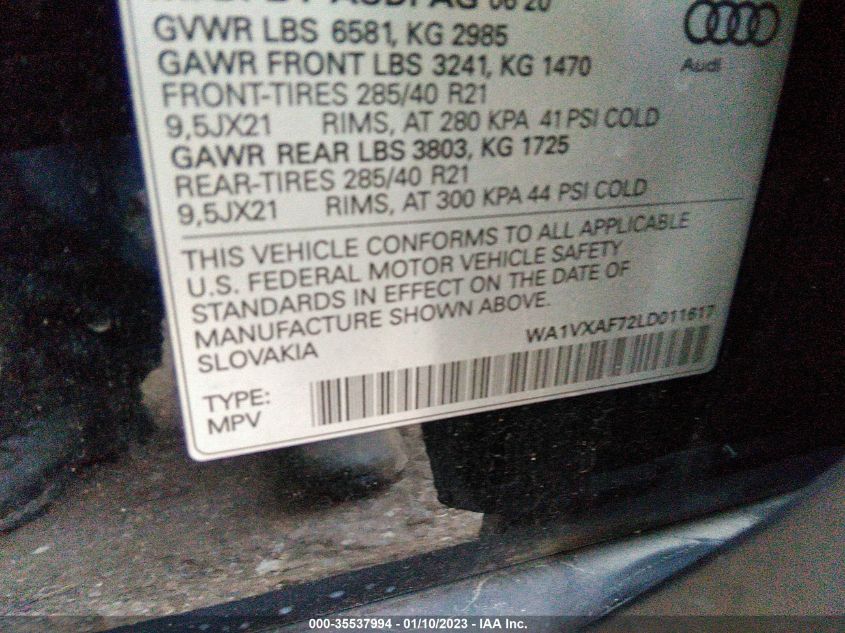 AUDI AG 06 20
GVWR LBS 6581, KG 2985
GAWR FRONT LBS 3241, KG 1470
FRONT-TIRES 285/40 R21
9,5JX21 RIMS, AT 280 KPA 41 PSI COLD
GAWR REAR LBS 3803, KG 1725
REAR-TIRES 285/40 R21
9,5JX21 RIMS, AT 300 KPA 44 PSI COLD
Audi
THIS VEHICLE CONFORMS TO ALL APPLICABLE
U.S. FEDERAL MOTOR VEHICLE SAFETY
STANDARDS IN EFFECT ON THE DATE OF
MANUFACTURE SHOWN ABOVE.
SLOVAKIA
WA1VXAF72LD011617
TYPE:
MPV
000-35537994 — 01/10/2023 — IAA Inc.